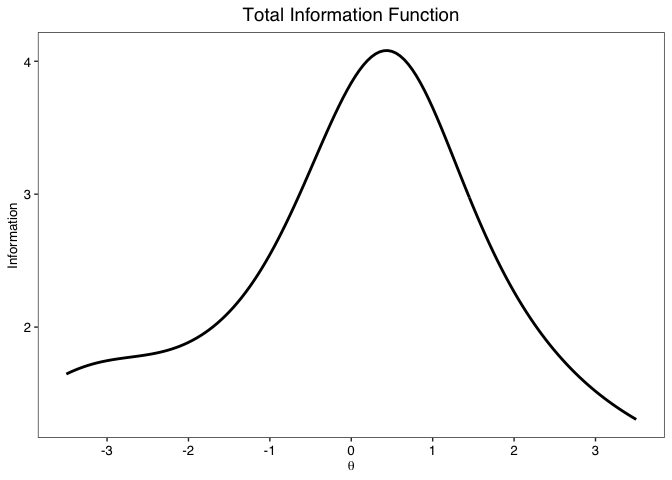 Total Information Function
4
3
2
Information
-3 -2 -1 0 1 2 3
θ